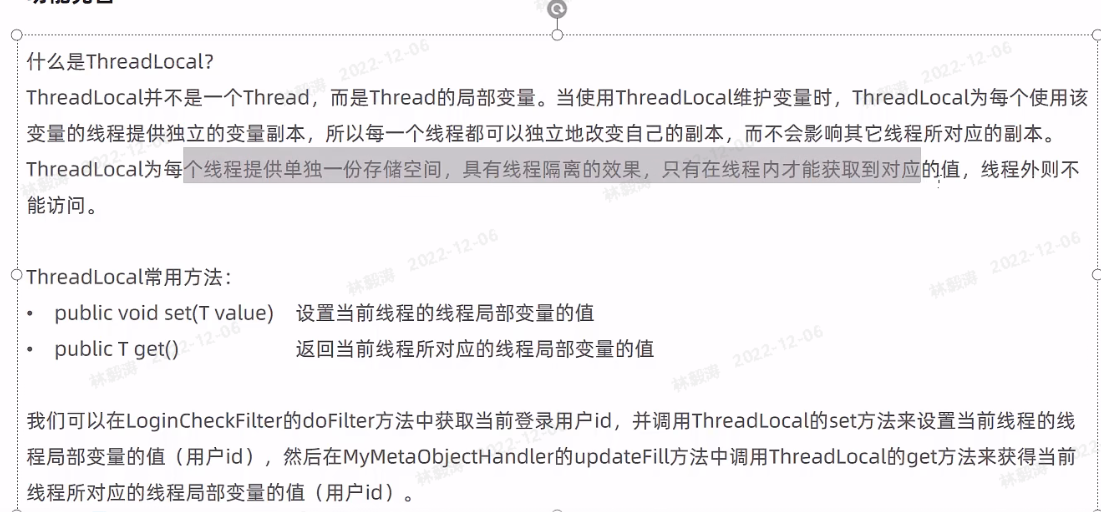 什么是ThreadLocal?
ThreadLocal并不是一个Thread，而是Thread的局部变量。当使用ThreadLocal维护变量时，ThreadLocal为每个使用该
变量的线程提供独立的变量副本，所以每一个线程都可以独立地改变自己的副本，而不会影响其它线程所对应的副本。
ThreadLocal为每个线程提供单独一份存储空间，具有线程隔离的效果，只有在线程内才能获取到对应的值，线程外则不
能访问。
ThreadLocal常用方法：
• public void set(T value) 设置当前线程的线程局部变量的值
• public T get() 返回当前线程所对应的线程局部变量的值
我们可以在LoginCheckFilter的doFilter方法中获取当前登录用户id，并调用ThreadLocal的set方法来设置当前线程的线
程局部变量的值（用户id），然后在MyMetaObjectHandler的updateFill方法中调用ThreadLocal的get方法来获得当前
线程所对应的线程局部变量的值（用户id）。
林毅涛 2022-12-06